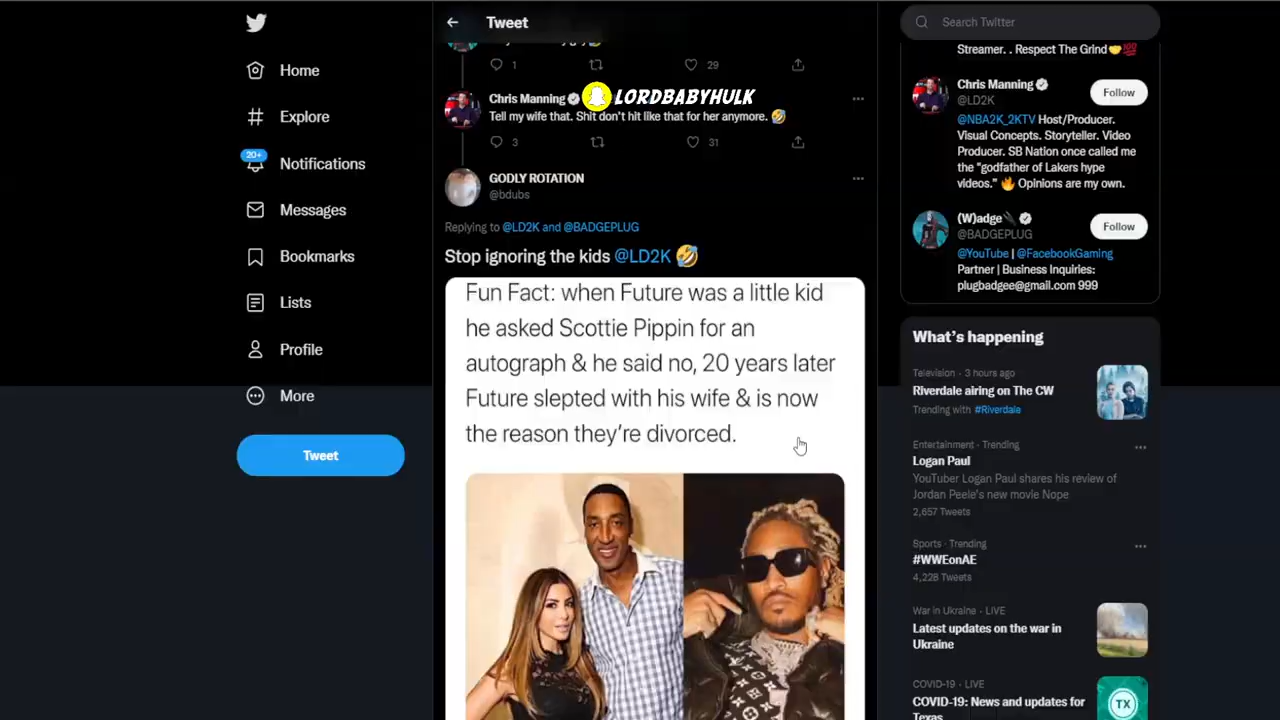 Tweet
Search Twitter
Home
Explore
20+
Notifications
Messages
Bookmarks
Lists
Profile
More
Tweet
1
29
Chris Manning
LORDBABYHULK
Tell my wife that. Shit don't hit like that for her anymore. 🤣
3
31
GODLY ROTATION
@bdubs
Replying to @LD2K and @BADGEPLUG
Stop ignoring the kids @LD2K 🤣
Fun Fact: when Future was a little kid
he asked Scottie Pippin for an
autograph & he said no, 20 years later
Future slepted with his wife & is now
the reason they're divorced.
Streamer. . Respect The Grind🤝💯
Chris Manning
@LD2K
Follow
@NBA2K_2KTV Host/Producer.
Visual Concepts. Storyteller. Video
Producer. SB Nation once called me
the "godfather of Lakers hype
videos." 🔥 Opinions are my own.
(W)adge🔌
@BADGEPLUG
Follow
@YouTube | @FacebookGaming
Partner | Business Inquiries:
plugbadgee@gmail.com 999
What's happening
Television · 3 hours ago
Riverdale airing on The CW
Trending with #Riverdale
Entertainment · Trending
Logan Paul
YouTuber Logan Paul shares his review of
Jordan Peele's new movie Nope
2,657 Tweets
Sports · Trending
#WWEonAE
4,228 Tweets
War in Ukraine · LIVE
Latest updates on the war in
Ukraine
COVID-19 · LIVE
COVID-19: News and updates for
Texas
TX